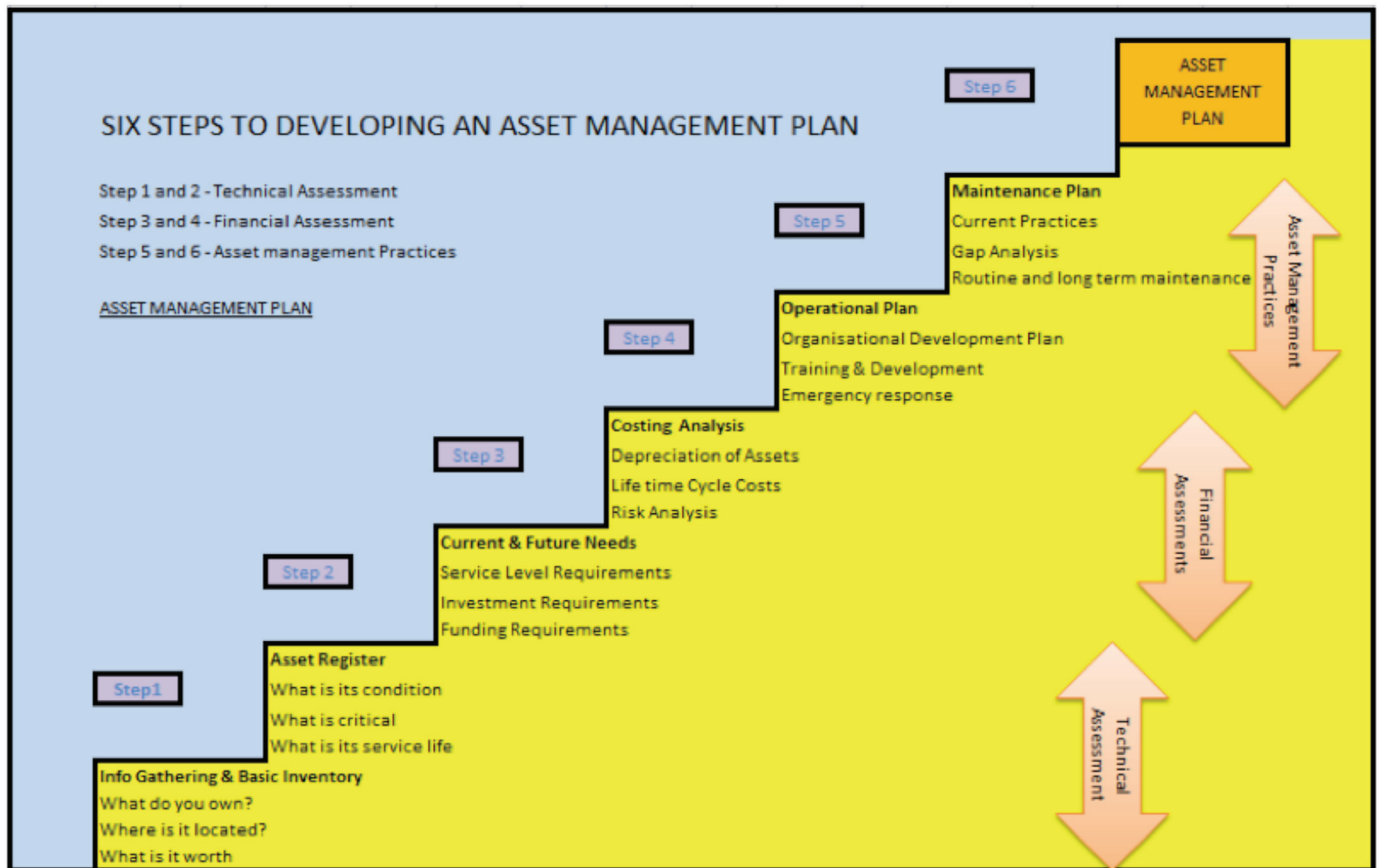 SIX STEPS TO DEVELOPING AN ASSET MANAGEMENT PLAN
Step 1 and 2 - Technical Assessment
Step 3 and 4 - Financial Assessment
Step 5 and 6 - Asset management Practices
ASSET MANAGEMENT PLAN
Step1
Info Gathering & Basic Inventory
What do you own?
Where is it located?
What is it worth
Step 2
Asset Register
What is its condition
What is critical
What is its service life
Step 3
Current & Future Needs
Service Level Requirements
Investment Requirements
Funding Requirements
Step 4
Costing Analysis
Depreciation of Assets
Life time Cycle Costs
Risk Analysis
Step 5
Operational Plan
Organisational Development Plan
Training & Development
Emergency response
Step 6
Maintenance Plan
Current Practices
Gap Analysis
Routine and long term maintenance
ASSET
MANAGEMENT
PLAN
Asset Management
Practices
Financial
Assessments
Technical
Assessment